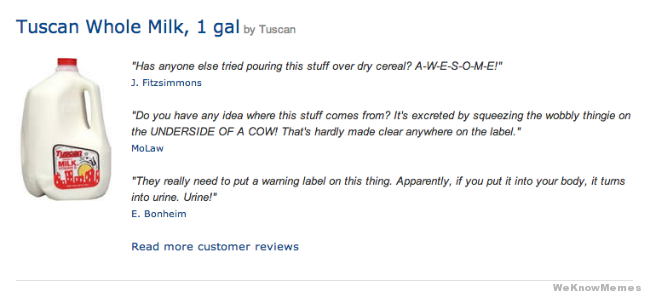 Tuscan Whole Milk, 1 gal by Tuscan
"Has anyone else tried pouring this stuff over dry cereal? A-W-E-S-O-M-E!"
J. Fitzsimmons
"Do you have any idea where this stuff comes from? It's excreted by squeezing the wobbly thingie on
the UNDERSIDE OF A COW! That's hardly made clear anywhere on the label."
MoLaw
TUSCAN
MILK
"They really need to put a warning label on this thing. Apparently, if you put it into your body, it turns
into urine. Urine!"
E. Bonheim
Read more customer reviews
WeKnowMemes